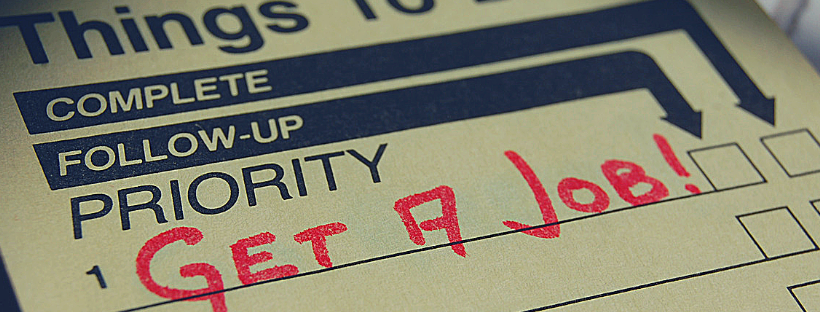 Things To
COMPLETE
FOLLOW-UP
PRIORITY
1 GET A JOB!